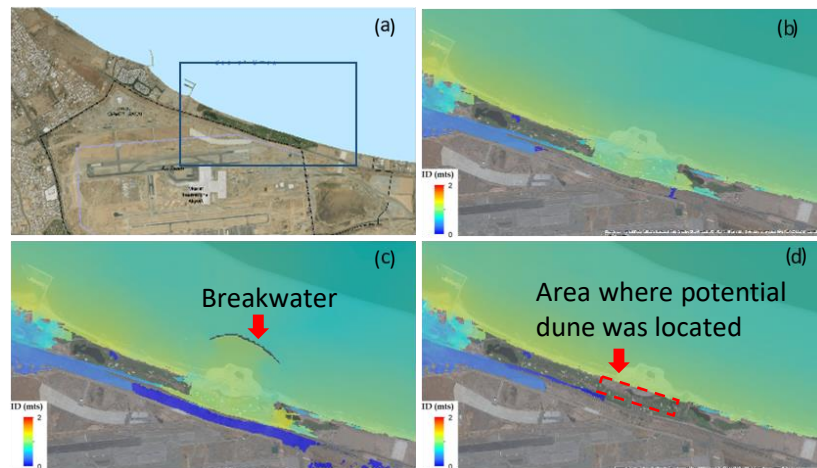 (a)
(b)
ID (mts)
2
0
(c)
Breakwater
ID (mts)
2
0
(d)
Area where potential
dune was located
ID (mts)
2
0